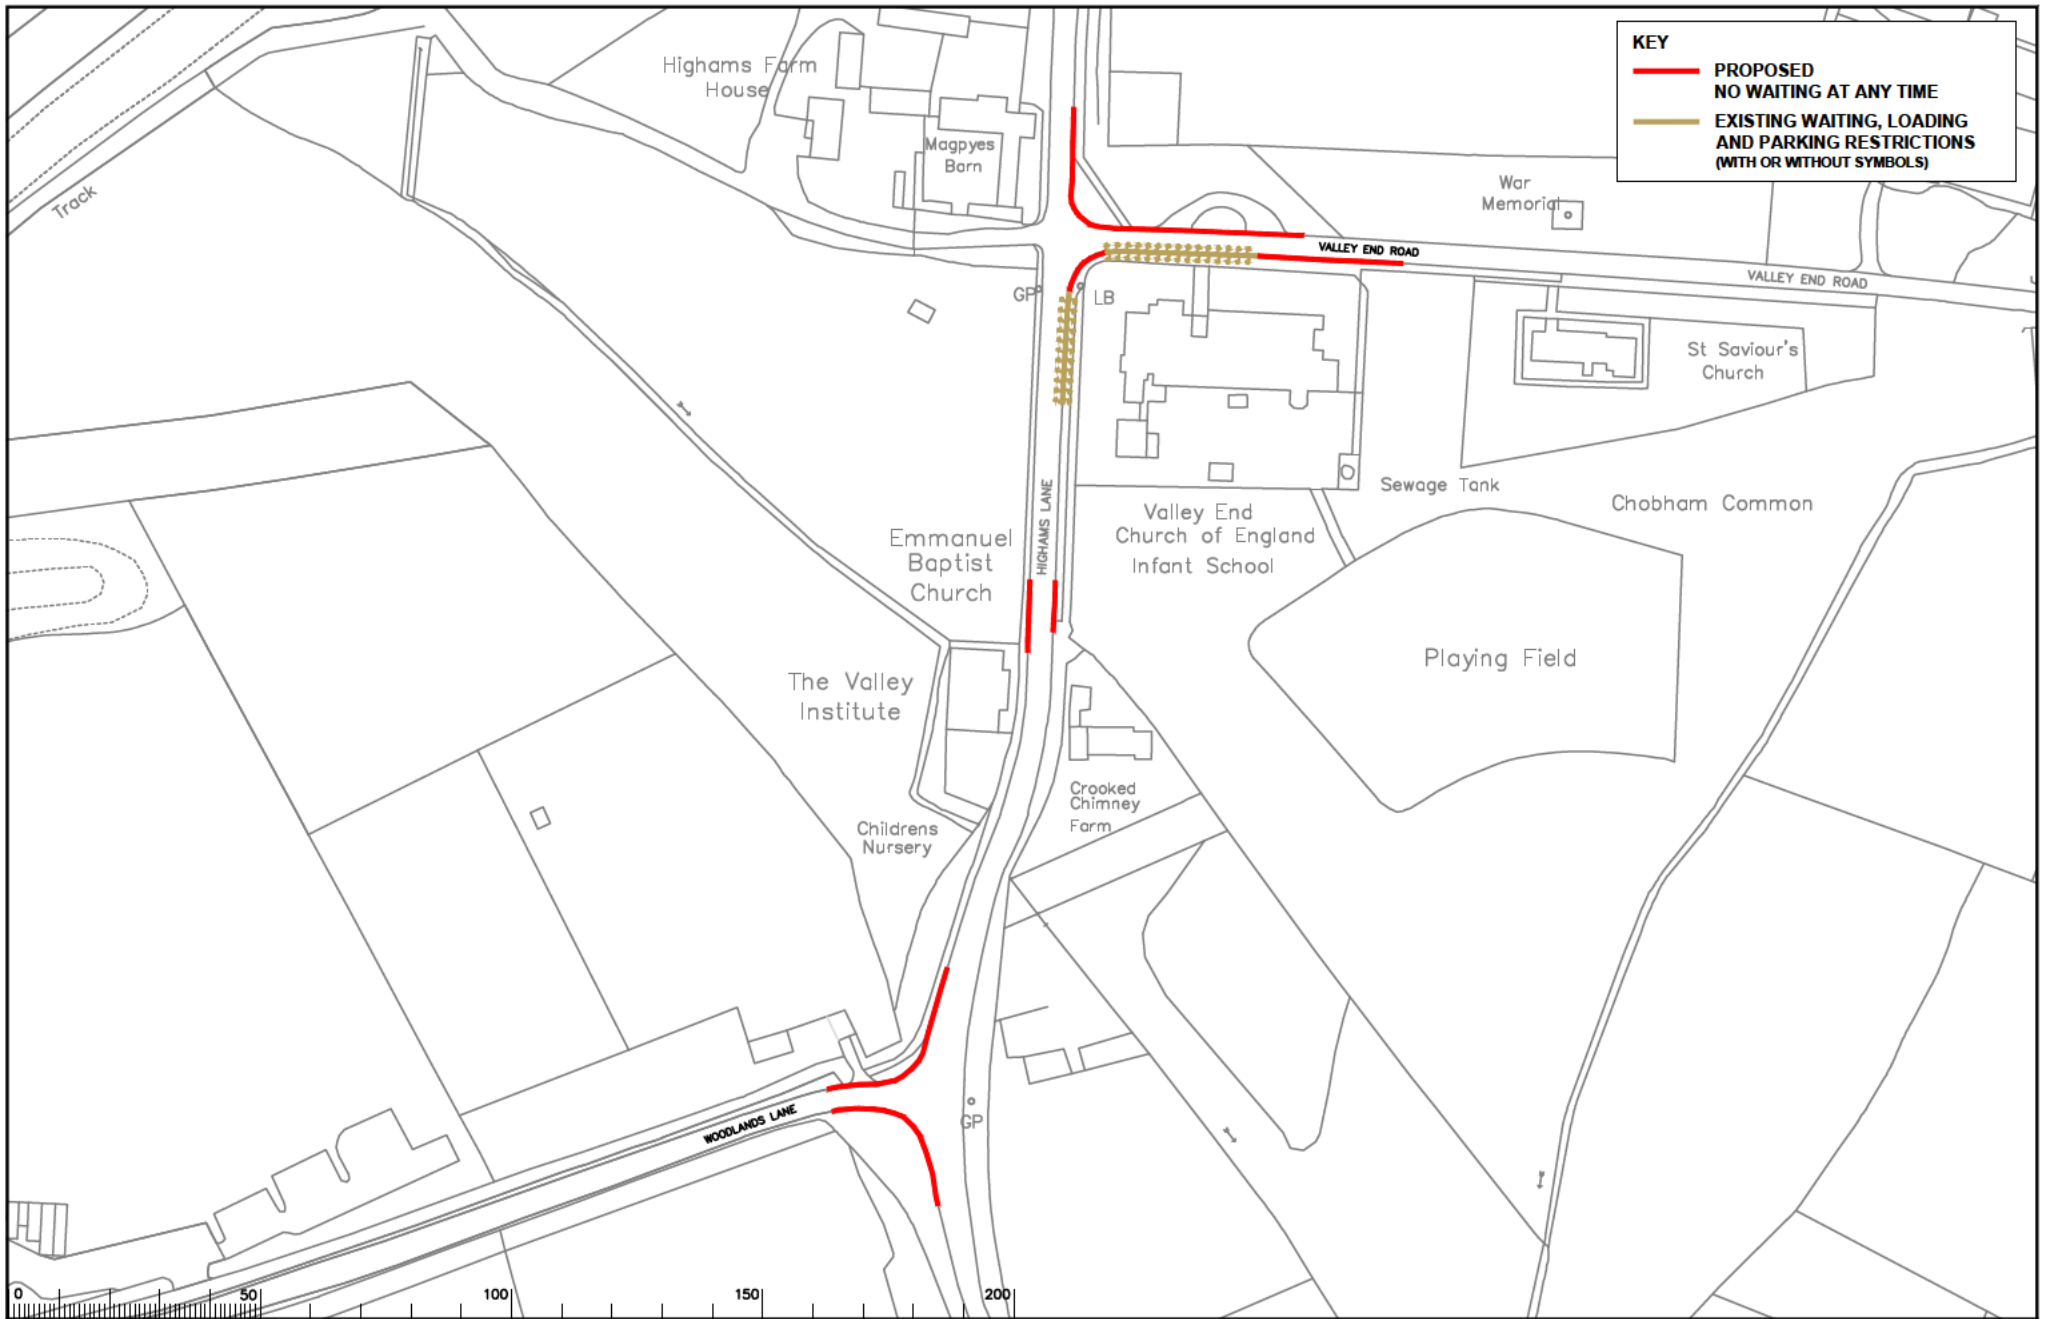 KEY
PROPOSED
NO WAITING AT ANY TIME
EXISTING WAITING, LOADING
AND PARKING RESTRICTIONS
(WITH OR WITHOUT SYMBOLS)
Highams Farm
House
Magpyes
Barn
Track
War
Memorial
VALLEY END ROAD
VALLEY END ROAD
GP
LB
St Saviour's
Church
Sewage Tank
Chobham Common
HIGHAMS LANE
Valley End
Church of England
Infant School
Emmanuel
Baptist
Church
Playing Field
The Valley
Institute
Crooked
Chimney
Farm
Childrens
Nursery
WOODLANDS LANE
GP
0
50
100
150
200